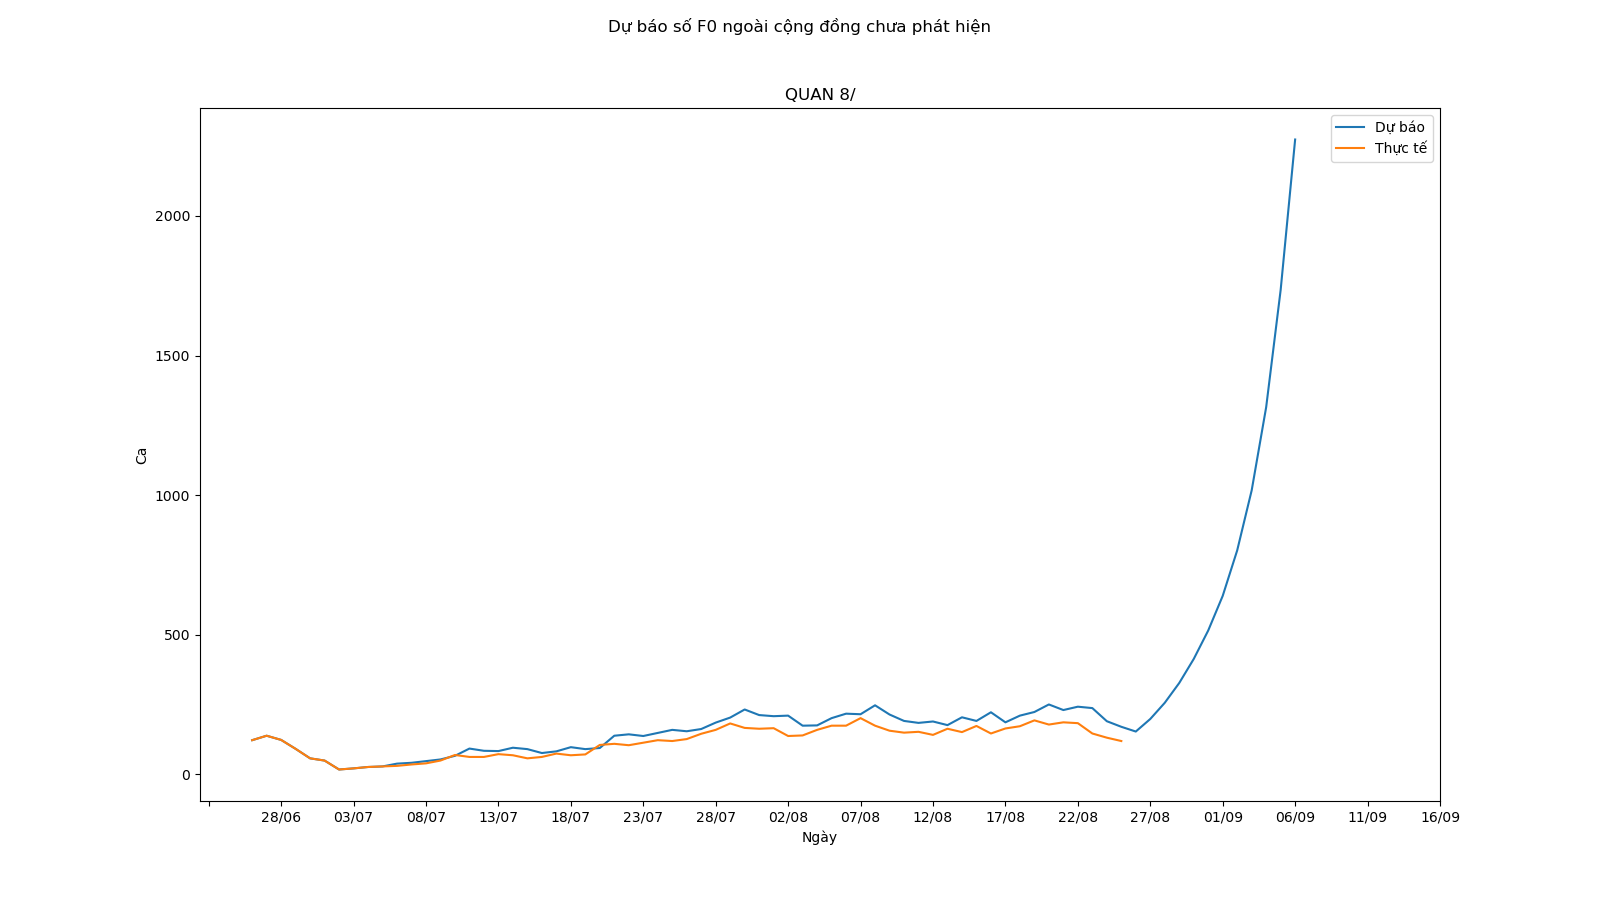 Dự báo số F0 ngoài cộng đồng chưa phát hiện
QUAN 8/
Dự báo
Thực tế
2000
1500
1000
500
0
Ca
28/06 03/07 08/07 13/07 18/07 23/07 28/07 02/08 07/08 12/08 17/08 22/08 27/08 01/09 06/09 11/09 16/09
Ngày